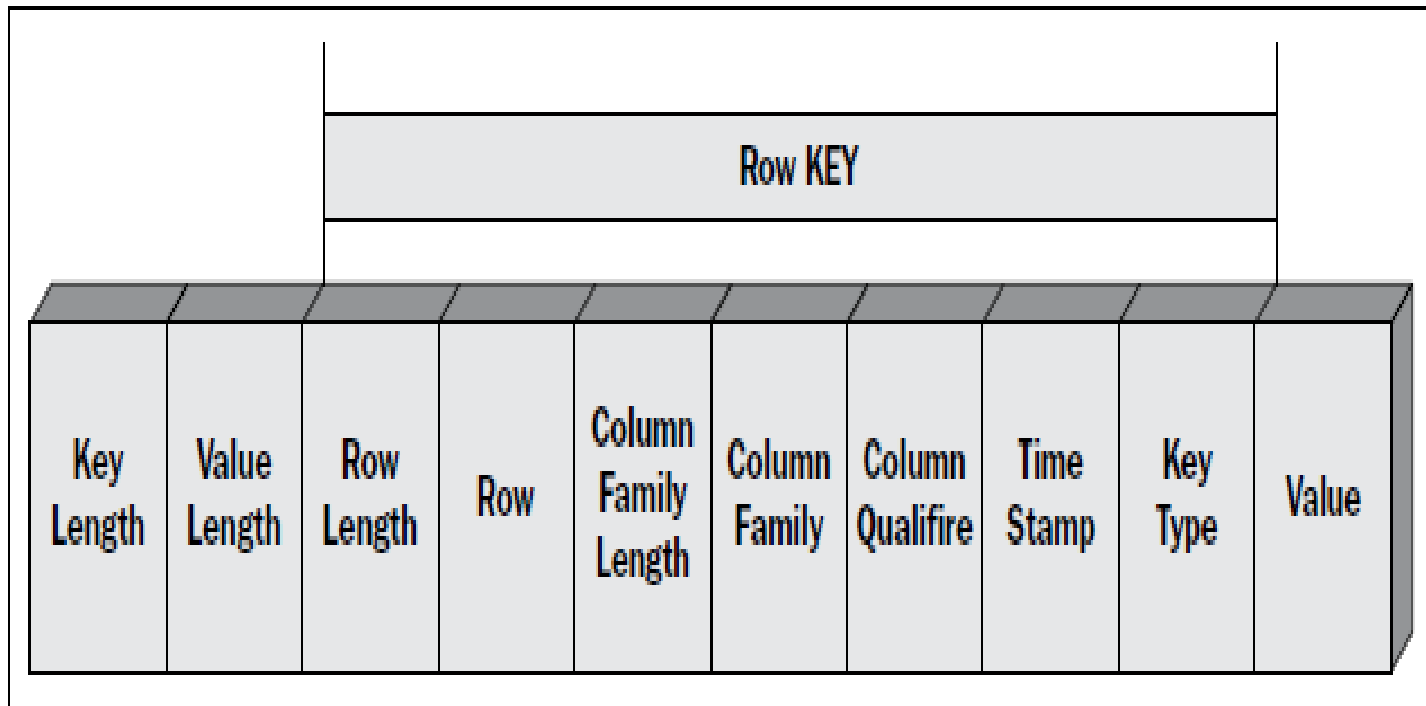 Row KEY
Key
Length
Value
Length
Row
Length
Row
Column
Family
Length
Column
Family
Column
Qualifire
Time
Stamp
Key
Type
Value